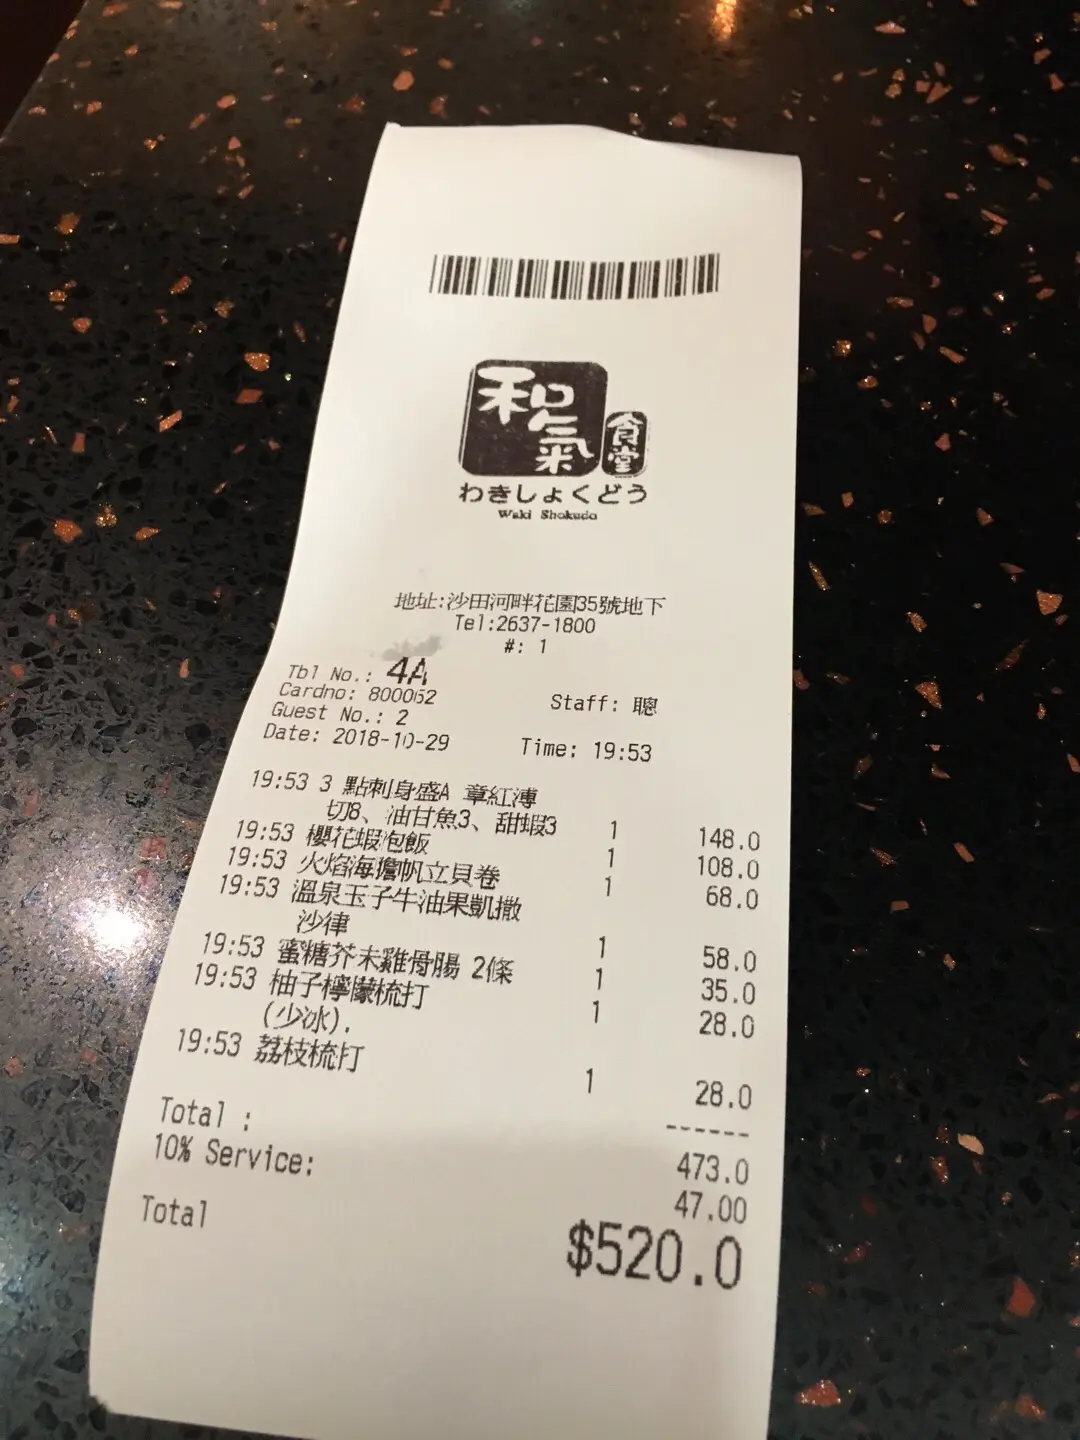 和氣
食堂
わきしょくどう
Waki Shokudo
地址:沙田河畔花園35號地下
Tel:2637-1800
#: 1
Tbl No.: 4A
Cardno: 800062
Staff: 聰
Guest No.: 2
Date: 2018-10-29 Time: 19:53
19:53 3 點刺身盛A 章紅溥
切8、油甘魚3、甜蝦3 1 148.0
19:53 櫻花蝦泡飯 1 108.0
19:53 火焰海擔帆立貝卷 1 68.0
19:53 溫泉玉子牛油果凱撒
沙律 1 58.0
19:53 蜜糖芥末雞骨腸 2條 1 35.0
19:53 柚子檸檬梳打 1 28.0
(少冰).
19:53 荔枝梳打 1 28.0
------
Total : 473.0
10% Service: 47.00
Total $520.0